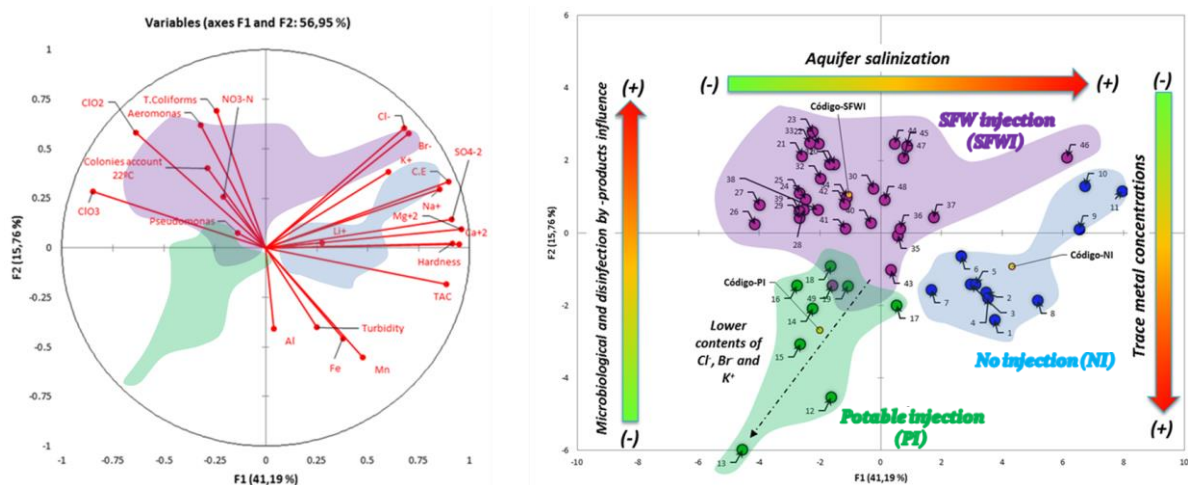 Variables (axes F1 and F2: 56,95 %)
1
0.75
0.5
0.25
0
-0.25
-0.5
0.75
-1
F2 (15,76 %)
ClO2
T.Coliforms
Aeromonas
NO3-N
Colonies account
22ºC
ClO3
Pseudomonas
Cl-
Br-
K+
SO4-2
C.E
Na+
Mg+2
Li+
Ca+2
Hardness
TAC
Turbidity
Al
Fe
Mn
-1
-0.75
-0.5
-0.25
0
0.25
0.5
0.75
1
F1 (41,19 %)
6
4
2
0
-2
-4
-6
F2 (15,76 %)
Microbiological and disinfection by -products influence
(+)
(-)
Aquifer salinization
(-)
(+)
Trace metal concentrations
(-)
(+)
Código-SFWI
SFW injection
(SFWI)
23
33
21
32
38
25
24
39
29
27
26
28
34
42
40
41
30
48
44
45
47
46
37
36
35
43
10
11
9
Código-NI
6
5
7
2
3
4
1
8
No injection (NI)
Código-PI
18
16
49
19
14
17
15
12
13
Lower
contents of
Cl-, Br- and
K+
Potable injection
(PI)
-10
-8
-6
-4
-2
0
2
4
6
8
10
F1 (41,19 %)